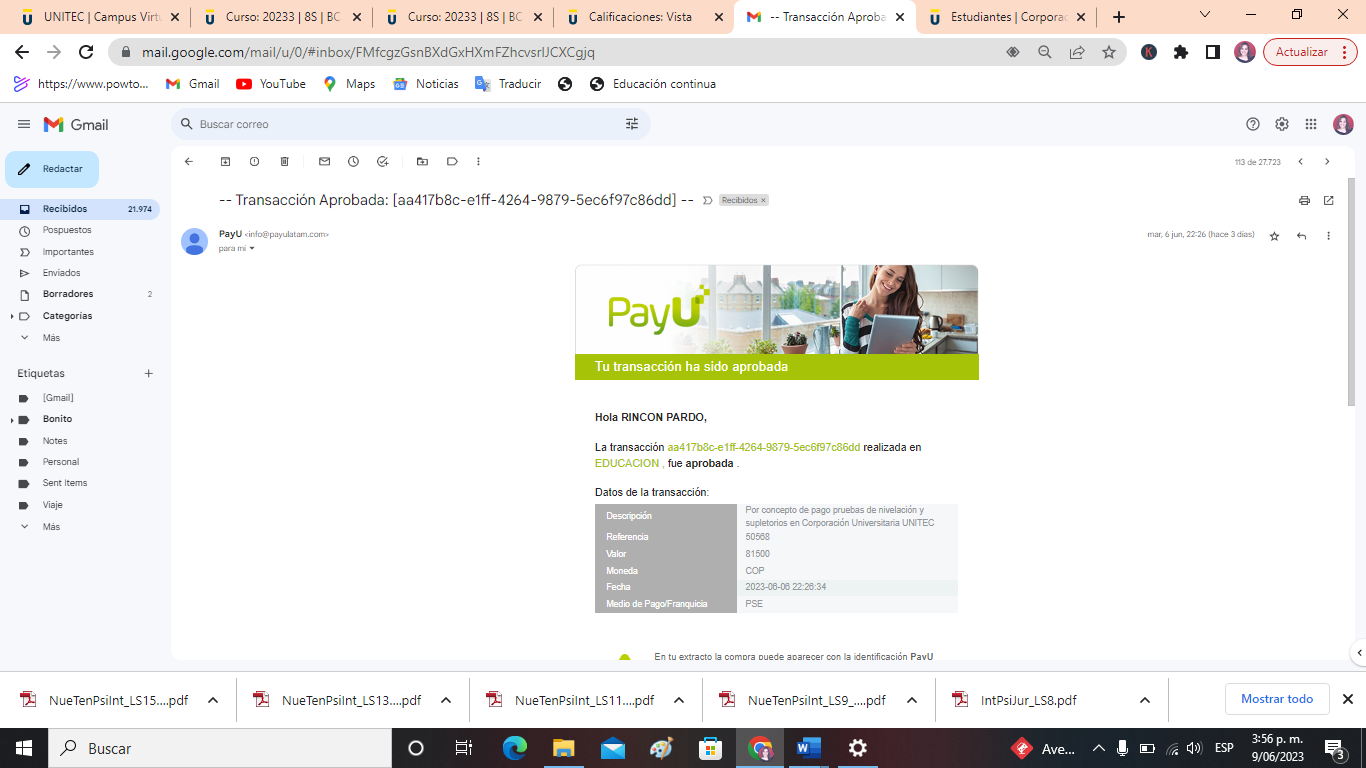 UNITEC | Campus Virtu
Curso: 20233 | 8S | BC
Curso: 20233 | 8S | BC
Calificaciones: Vista
-- Transacción Aproba
Estudiantes | Corporac
mail.google.com/mail/u/0/#inbox/FMfcgzGsnBXdGxHXmFZhcvsrlJCXCgjq
K
Actualizar
https://www.powto...
Gmail
YouTube
Maps
Noticias
Traducir
Educación continua
Gmail
Buscar correo
Redactar
113 de 27.723
Recibidos 21.974
Pospuestos
Importantes
Enviados
Borradores 2
Categorías
Más
Etiquetas
[Gmail]
Bonito
Notes
Personal
Sent Items
Viaje
Más
-- Transacción Aprobada: [aa417b8c-e1ff-4264-9879-5ec6f97c86dd] --
Recibidos ×
PayU <info@payulatam.com>
para mí
mar, 6 jun, 22:26 (hace 3 días)
PayU
Tu transacción ha sido aprobada
Hola RINCON PARDO,
La transacción aa417b8c-e1ff-4264-9879-5ec6f97c86dd realizada en
EDUCACION , fue aprobada .
Datos de la transacción:
Descripción Por concepto de pago pruebas de nivelación y
supletorios en Corporación Universitaria UNITEC
Referencia 50568
Valor 81500
Moneda COP
Fecha 2023-06-06 22:26:34
Medio de Pago/Franquicia PSE
En tu extracto la compra puede aparecer con la identificación PayU
NueTenPsiInt_LS15....pdf
NueTenPsiInt_LS13....pdf
NueTenPsiInt_LS11....pdf
NueTenPsiInt_LS9_....pdf
IntPsiJur_LS8.pdf
Mostrar todo
Buscar
Ave...
ESP
3:56 p. m.
9/06/2023
3